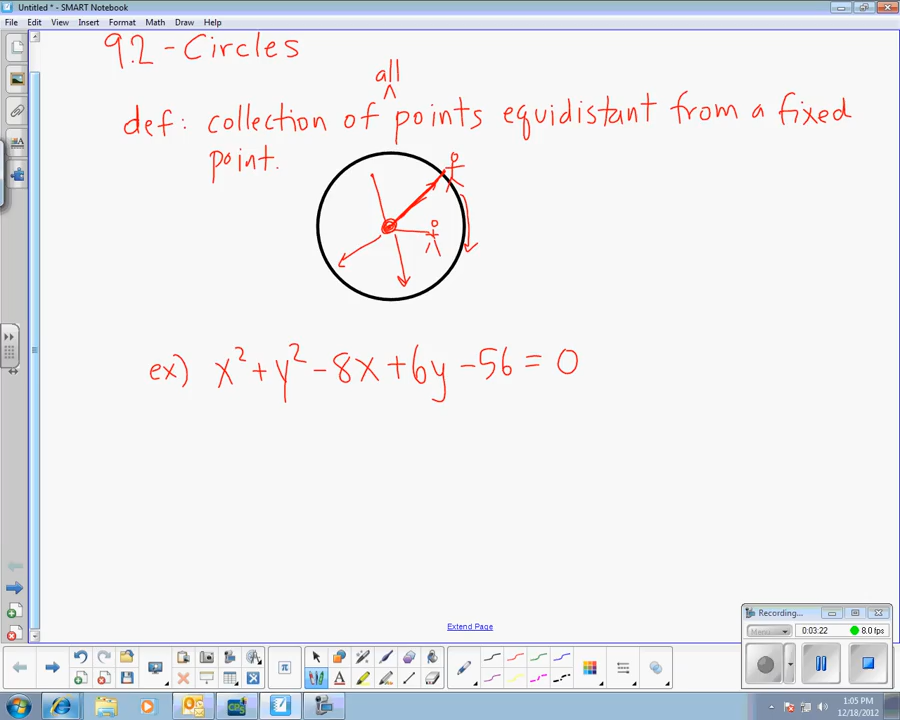 Untitled * - SMART Notebook
File Edit View Insert Format Math Draw Help
9.2 - Circles
all
def: collection of ^ points equidistant from a fixed
point.
ex) x² + y² - 8x + 6y - 56 = 0
Extend Page
Recording...
Menu
0:03:22 8.0 fps
π
A
CPS
1:05 PM
12/18/2012